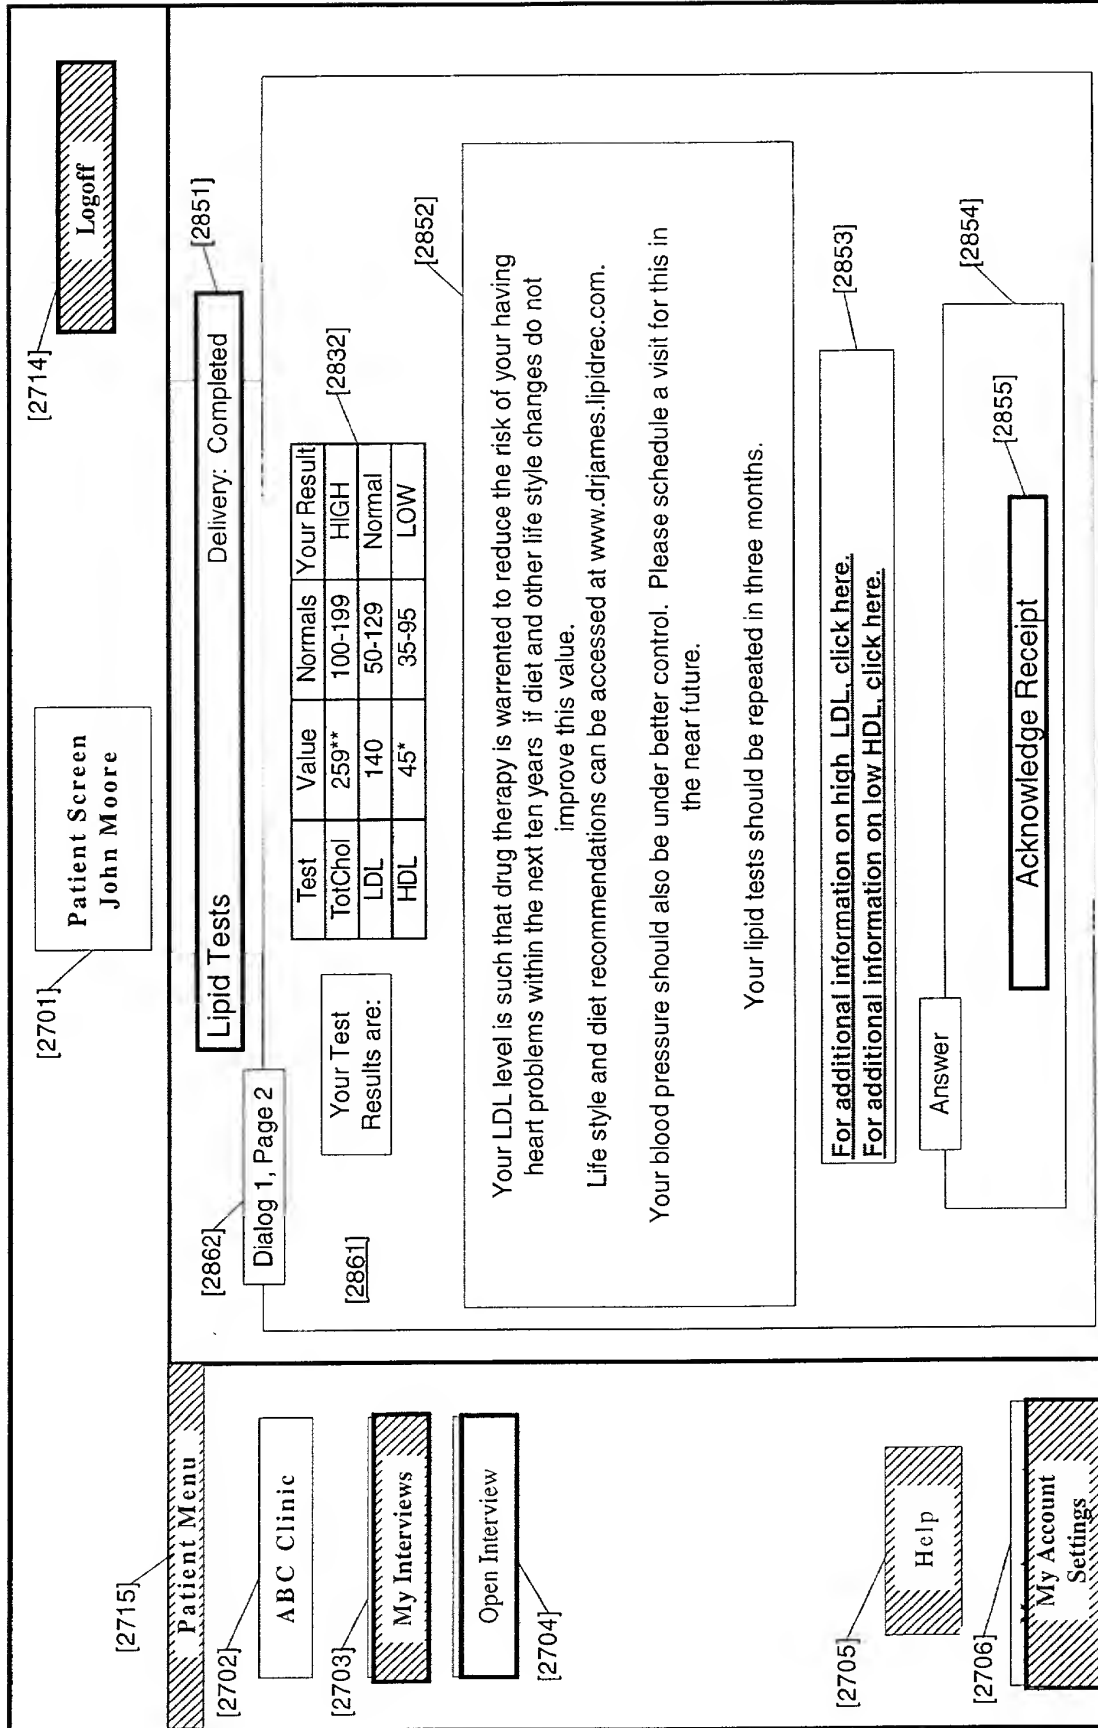 [2701]
Patient Screen
John Moore
[2714]
Logoff
[2715]
Patient Menu
[2702]
ABC Clinic
[2703]
My Interviews
Open Interview
[2704]
[2705]
Help
[2706]
My Account
Settings
[2862]
Dialog 1, Page 2
Lipid Tests Delivery: Completed
[2851]
[2861]
Your Test
Results are:
Test Value Normals Your Result
TotChol 259** 100-199 HIGH
LDL 140 50-129 Normal
HDL 45* 35-95 LOW
[2832]
[2852]
Your LDL level is such that drug therapy is warrented to reduce the risk of your having
heart problems within the next ten years if diet and other life style changes do not
improve this value.
Life style and diet recommendations can be accessed at www.drjames.lipidrec.com.
Your blood pressure should also be under better control. Please schedule a visit for this in
the near future.
Your lipid tests should be repeated in three months.
[2853]
For additional information on high LDL, click here.
For additional information on low HDL, click here.
[2854]
Answer
[2855]
Acknowledge Receipt